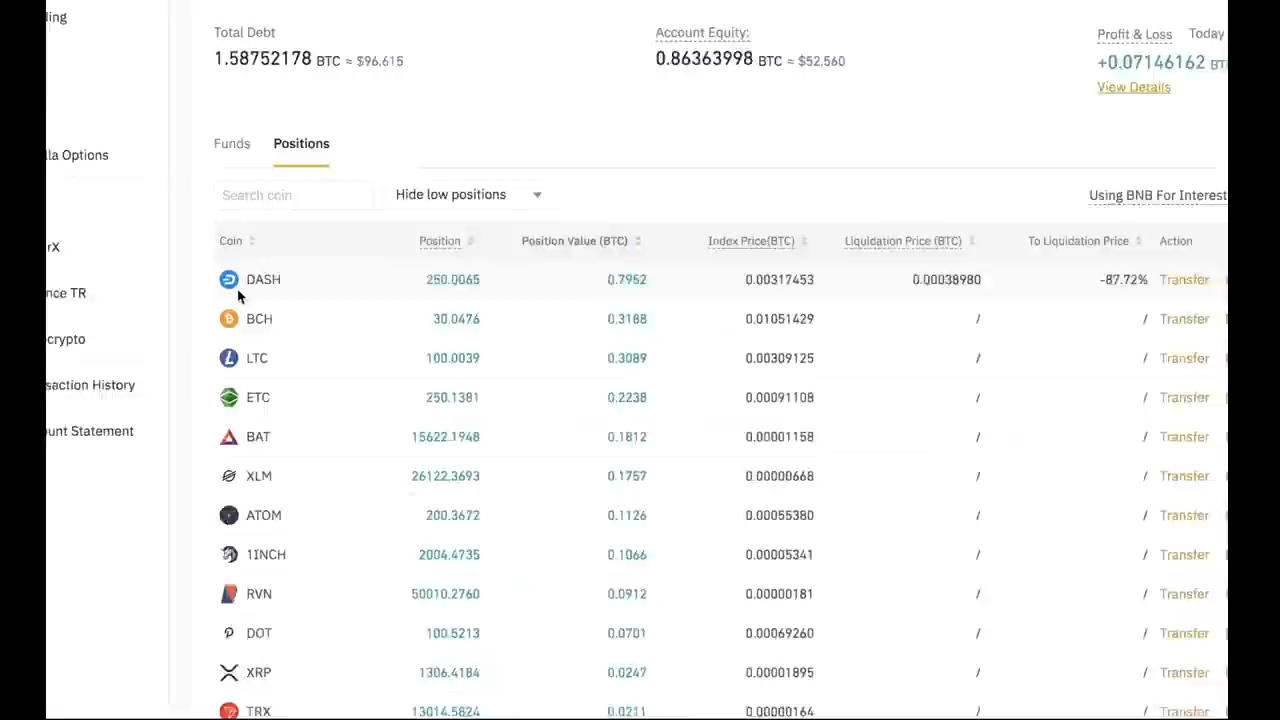 ling
Total Debt
Account Equity:
Profit & Loss Today
1.58752178 BTC ≈ $96,615
0.86363998 BTC ≈ $52,560
+0.07146162 BT
View Details
Funds Positions
lla Options
Search coin
Hide low positions
Using BNB For Interest
Coin Position Position Value (BTC) Index Price(BTC) Liquidation Price (BTC) To Liquidation Price Action
rX
DASH 250.0065 0.7952 0.00317453 0.00038980 -87.72% Transfer
nce TR
BCH 30.0476 0.3188 0.01051429 / / Transfer
crypto
LTC 100.0039 0.3089 0.00309125 / / Transfer
saction History
ETC 250.1381 0.2238 0.00091108 / / Transfer
unt Statement
BAT 15622.1948 0.1812 0.00001158 / / Transfer
XLM 26122.3693 0.1757 0.00000668 / / Transfer
ATOM 200.3672 0.1126 0.00055380 / / Transfer
1INCH 2004.4735 0.1066 0.00005341 / / Transfer
RVN 50010.2760 0.0912 0.00000181 / / Transfer
DOT 100.5213 0.0701 0.00069260 / / Transfer
XRP 1306.4184 0.0247 0.00001895 / / Transfer
TRX 13014.5824 0.0211 0.00000164 / / Transfer